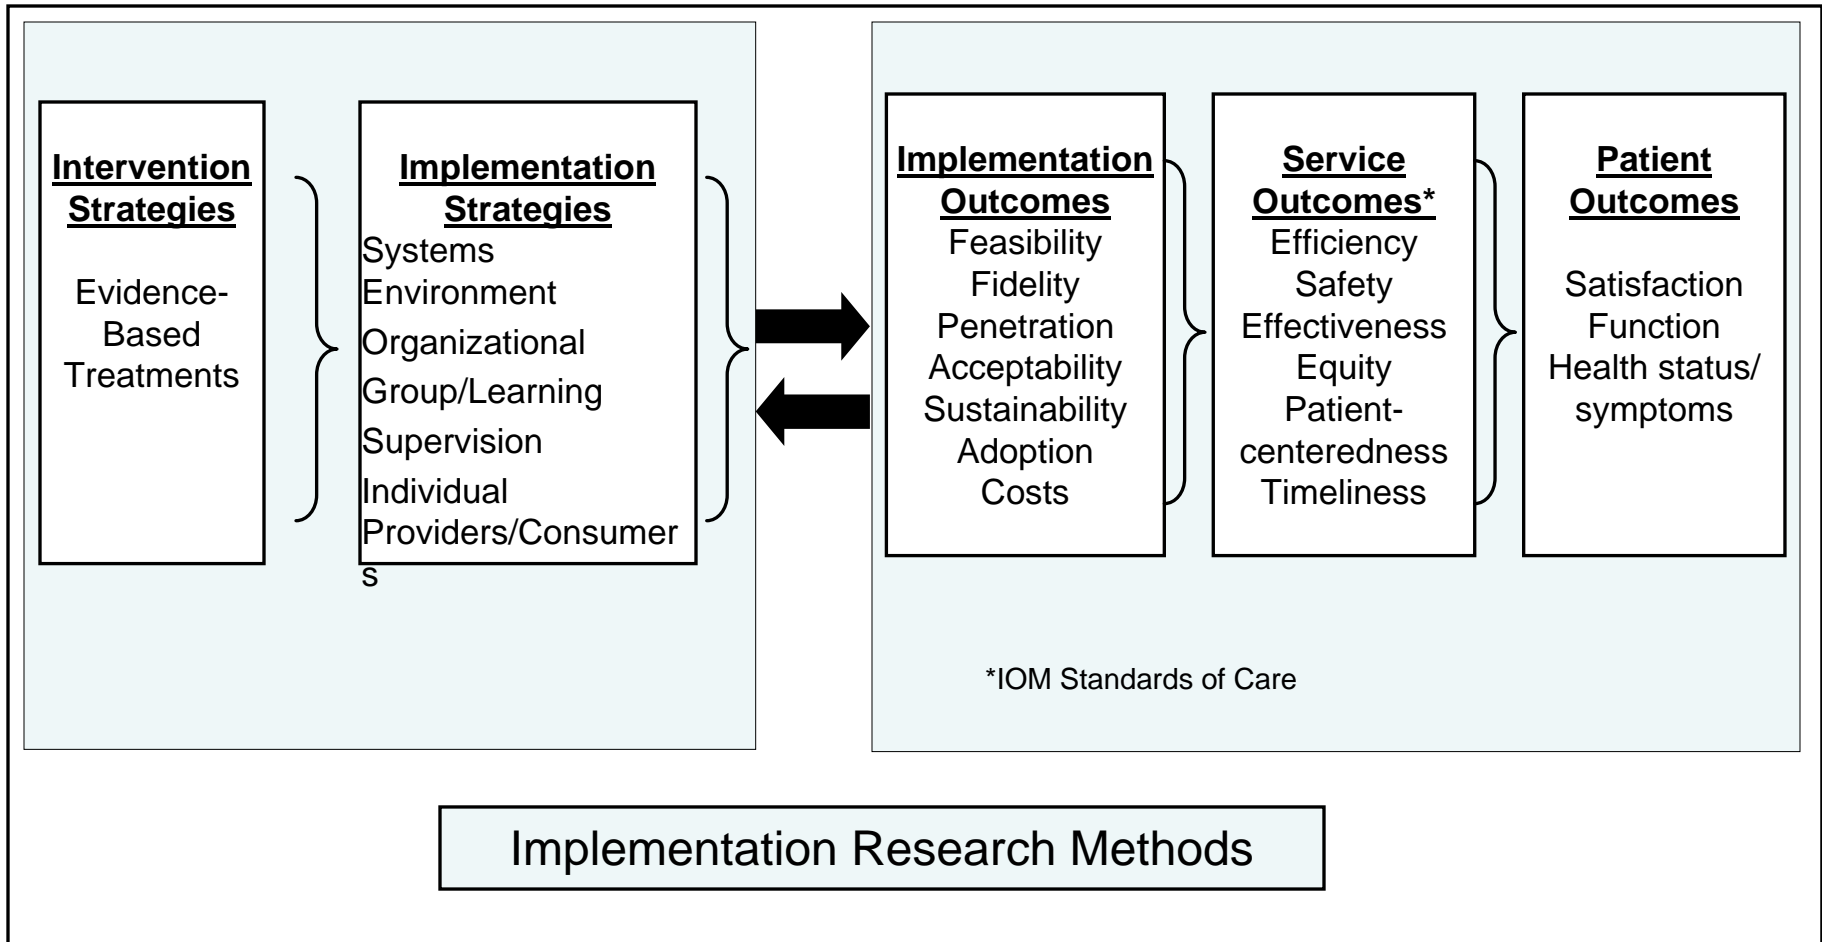 Intervention
Strategies
Evidence-
Based
Treatments
Implementation
Strategies
Systems
Environment
Organizational
Group/Learning
Supervision
Individual
Providers/Consumer
s
Implementation
Outcomes
Feasibility
Fidelity
Penetration
Acceptability
Sustainability
Adoption
Costs
Service
Outcomes*
Efficiency
Safety
Effectiveness
Equity
Patient-
centeredness
Timeliness
Patient
Outcomes
Satisfaction
Function
Health status/
symptoms
*IOM Standards of Care
Implementation Research Methods